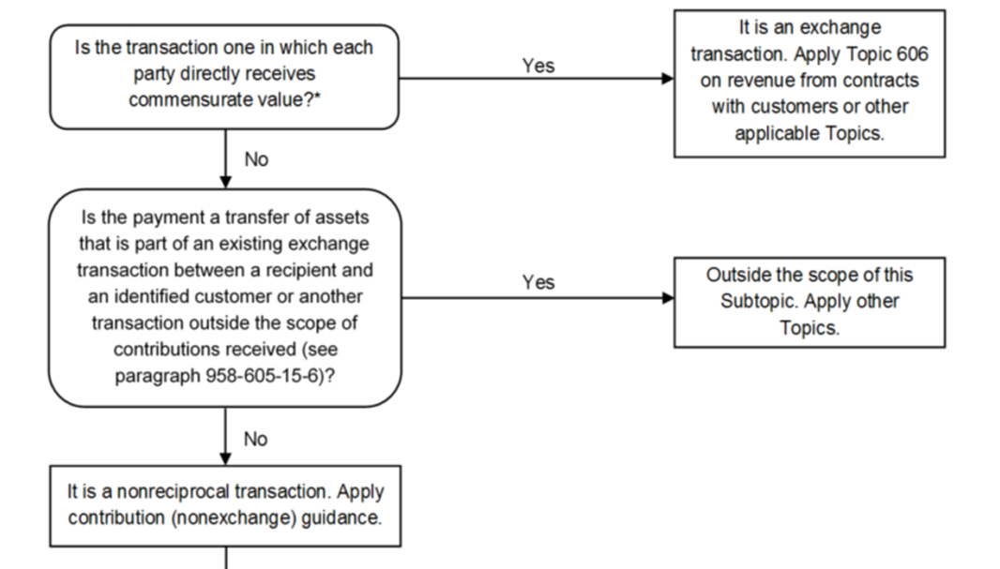 Is the transaction one in which each
party directly receives
commensurate value?*
Yes
It is an exchange
transaction. Apply Topic 606
on revenue from contracts
with customers or other
applicable Topics.
No
Is the payment a transfer of assets
that is part of an existing exchange
transaction between a recipient and
an identified customer or another
transaction outside the scope of
contributions received (see
paragraph 958-605-15-6)?
Yes
Outside the scope of this
Subtopic. Apply other
Topics.
No
It is a nonreciprocal transaction. Apply
contribution (nonexchange) guidance.